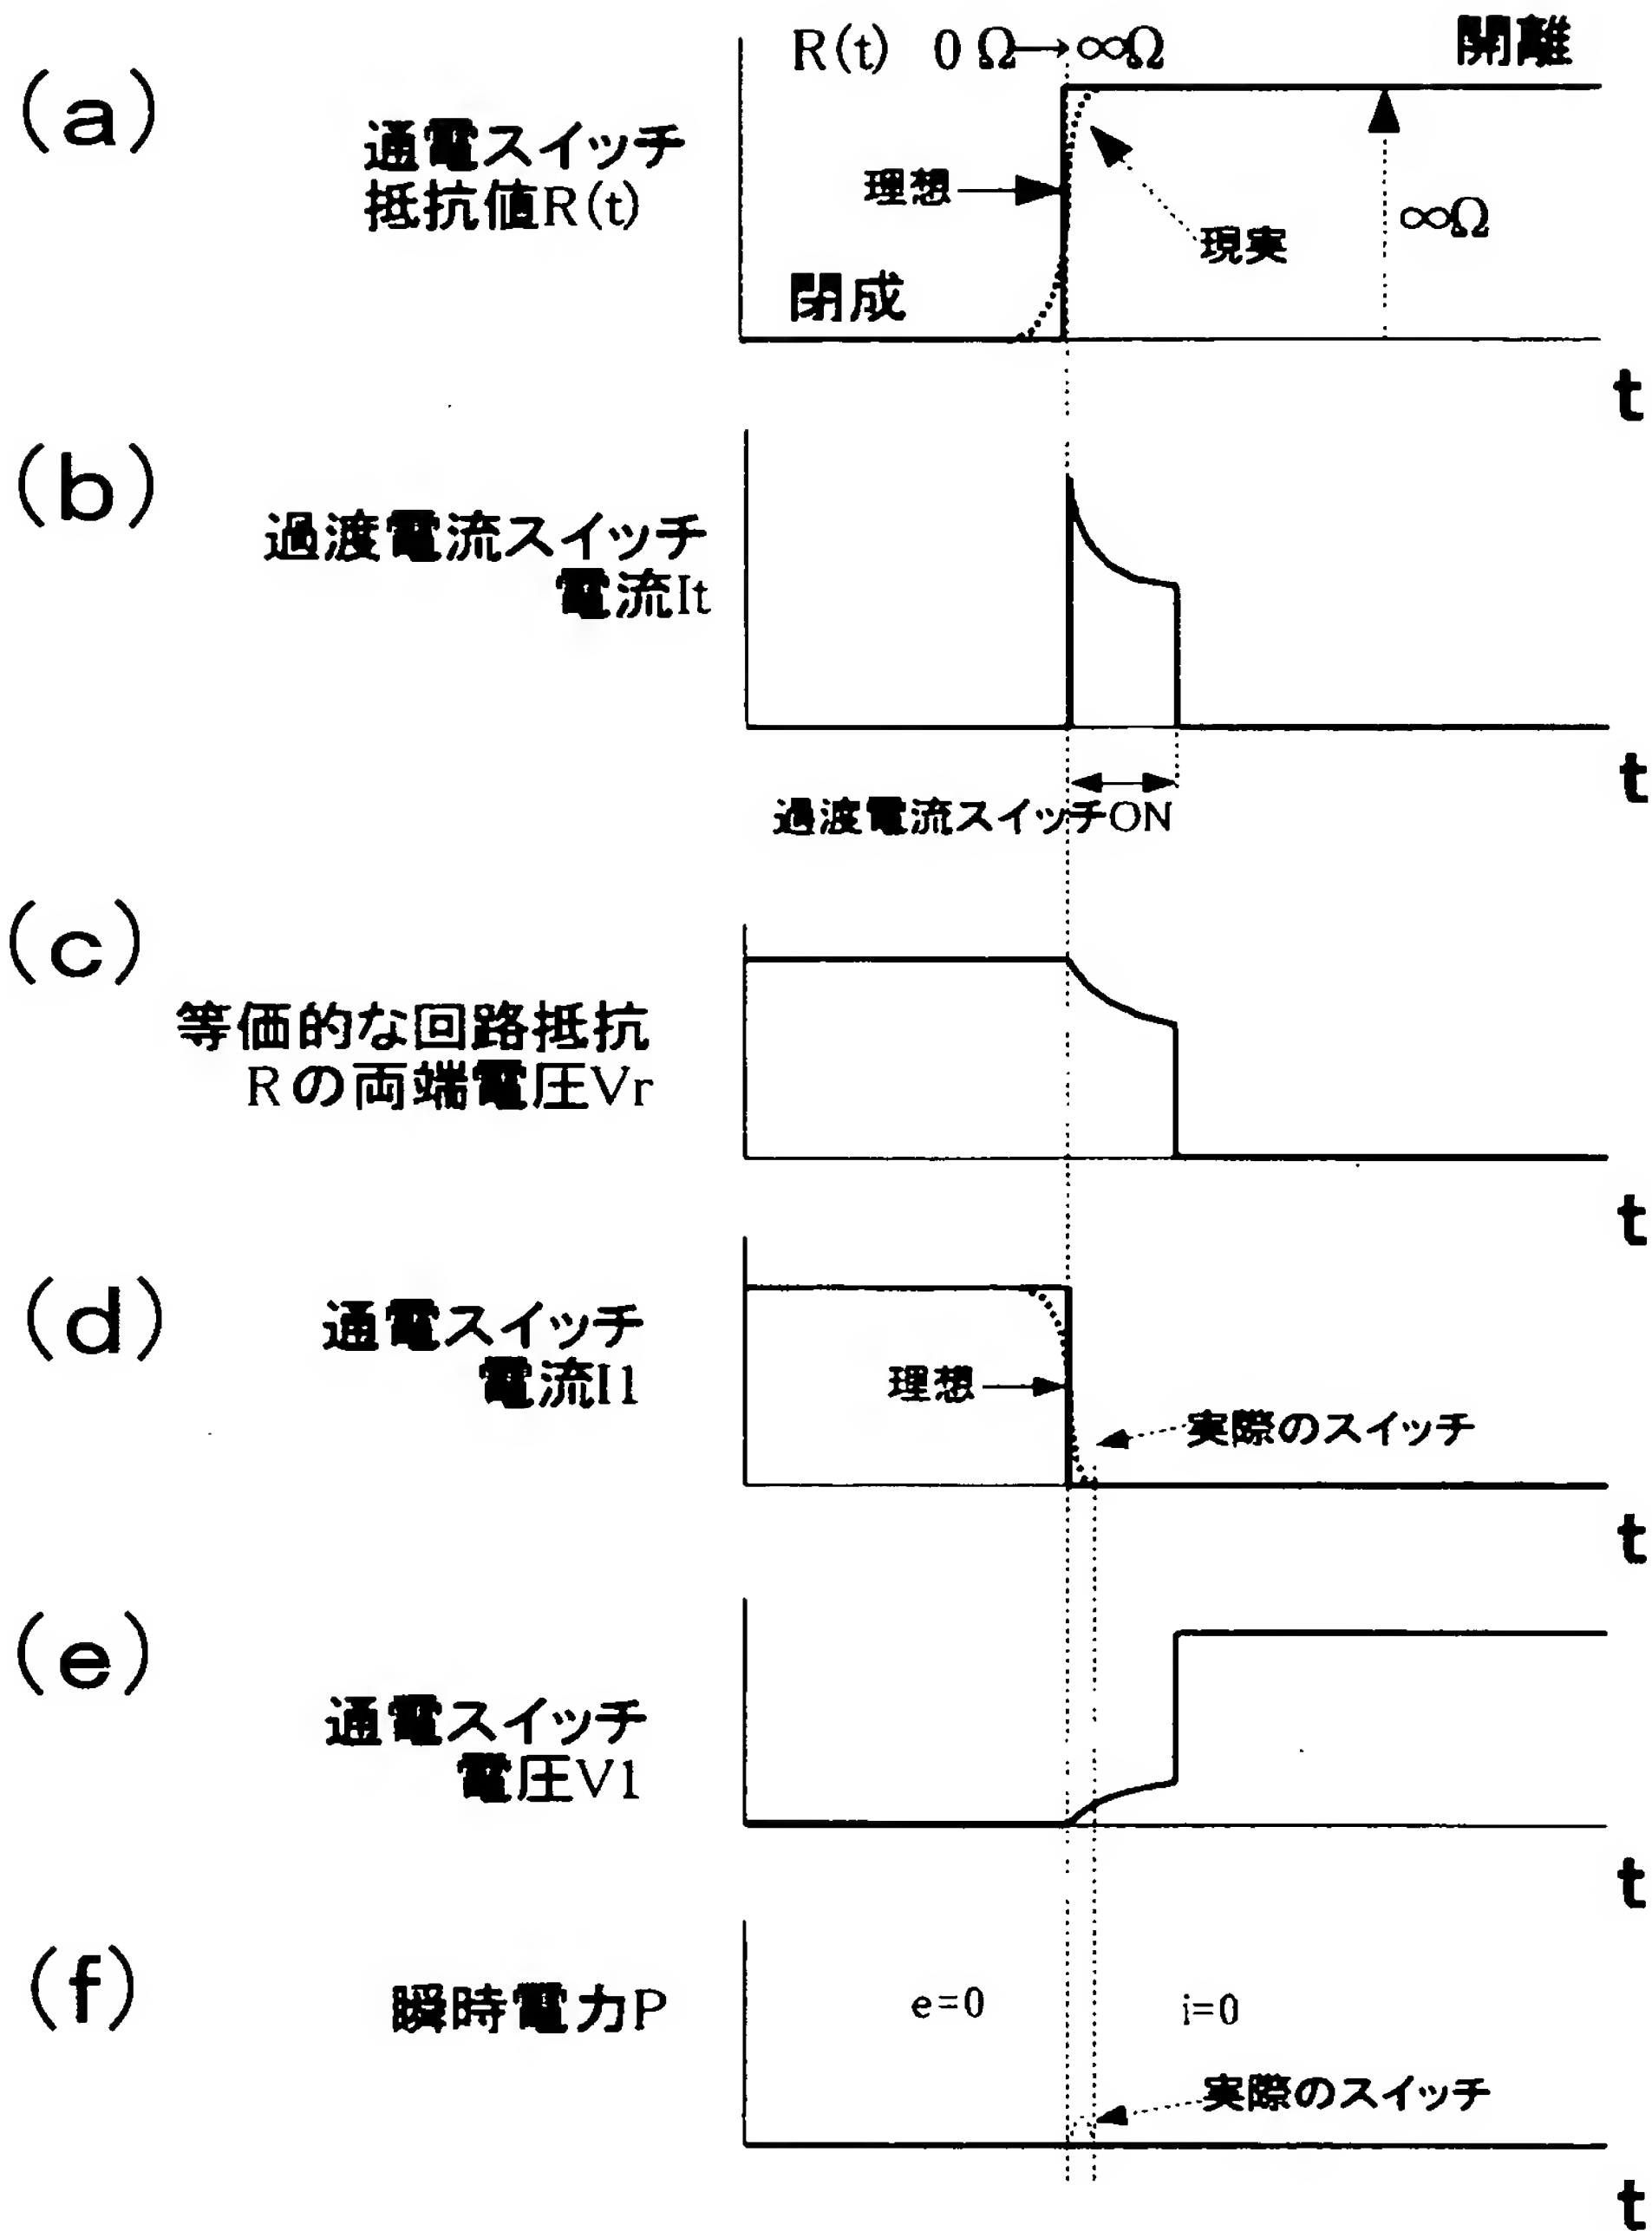 (a)
R(t) 0 Ω→∞Ω
開離
通電スイッチ
抵抗値R(t)
理想
現実
∞Ω
閉成
t
(b)
過渡電流スイッチ
電流It
t
過渡電流スイッチON
(c)
等価的な回路抵抗
Rの両端電圧Vr
t
(d)
通電スイッチ
電流I1
理想
実際のスイッチ
t
(e)
通電スイッチ
電圧V1
t
(f)
瞬時電力P
e=0
i=0
実際のスイッチ
t